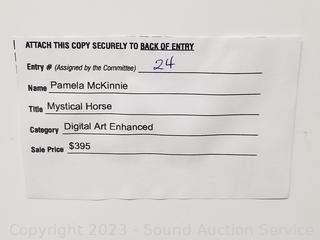 ATTACH THIS COPY SECURELY TO BACK OF ENTRY
Entry # (Assigned by the Committee) 24
Name Pamela McKinnie
Title Mystical Horse
Category Digital Art Enhanced
Sale Price $395
Copyright 2023 - Sound Auction Service